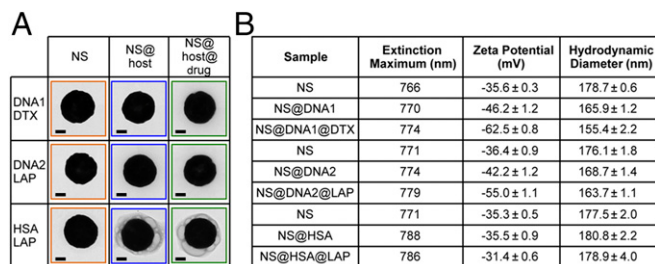 A
NS
NS@
host
NS@
host@
drug
DNA1
DTX
DNA2
LAP
HSA
LAP
B
Sample Extinction Maximum (nm) Zeta Potential (mV) Hydrodynamic Diameter (nm)
NS 766 -35.6 ± 0.3 178.7 ± 0.6
NS@DNA1 770 -46.2 ± 1.2 165.9 ± 1.2
NS@DNA1@DTX 774 -62.5 ± 0.8 155.4 ± 2.2
NS 771 -36.4 ± 0.9 176.1 ± 1.8
NS@DNA2 774 -42.2 ± 1.2 168.7 ± 1.4
NS@DNA2@LAP 779 -55.0 ± 1.1 163.7 ± 1.1
NS 771 -35.3 ± 0.5 177.5 ± 2.0
NS@HSA 788 -35.5 ± 0.9 180.8 ± 2.2
NS@HSA@LAP 786 -31.4 ± 0.6 178.9 ± 4.0